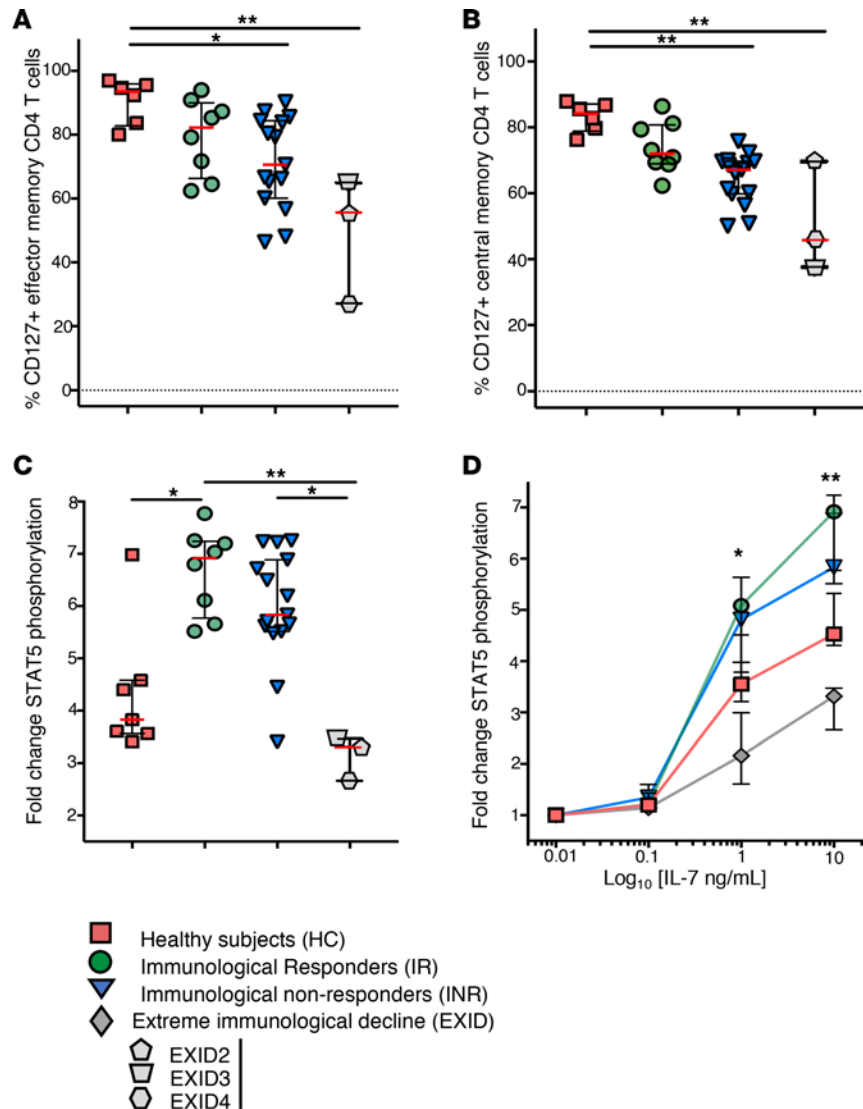 A
**
*
% CD127+ effector memory CD4 T cells
100
80
60
40
20
0
B
**
**
% CD127+ central memory CD4 T cells
100
80
60
40
20
0
C
**
*
*
Fold change STAT5 phosphorylation
8
7
6
5
4
3
2
D
**
*
Fold change STAT5 phosphorylation
7
6
5
4
3
2
1
0.01 0.1 1 10
Log10 [IL-7 ng/mL]
Healthy subjects (HC)
Immunological Responders (IR)
Immunological non-responders (INR)
Extreme immunological decline (EXID)
EXID2
EXID3
EXID4